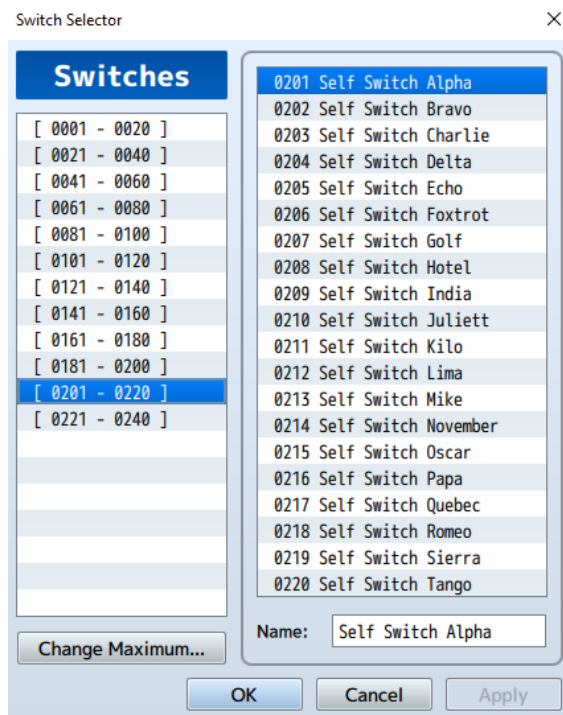 Switch Selector
Switches
[ 0001 - 0020 ]
[ 0021 - 0040 ]
[ 0041 - 0060 ]
[ 0061 - 0080 ]
[ 0081 - 0100 ]
[ 0101 - 0120 ]
[ 0121 - 0140 ]
[ 0141 - 0160 ]
[ 0161 - 0180 ]
[ 0181 - 0200 ]
[ 0201 - 0220 ]
[ 0221 - 0240 ]
Change Maximum...
0201 Self Switch Alpha
0202 Self Switch Bravo
0203 Self Switch Charlie
0204 Self Switch Delta
0205 Self Switch Echo
0206 Self Switch Foxtrot
0207 Self Switch Golf
0208 Self Switch Hotel
0209 Self Switch India
0210 Self Switch Juliett
0211 Self Switch Kilo
0212 Self Switch Lima
0213 Self Switch Mike
0214 Self Switch November
0215 Self Switch Oscar
0216 Self Switch Papa
0217 Self Switch Quebec
0218 Self Switch Romeo
0219 Self Switch Sierra
0220 Self Switch Tango
Name: Self Switch Alpha
OK Cancel Apply